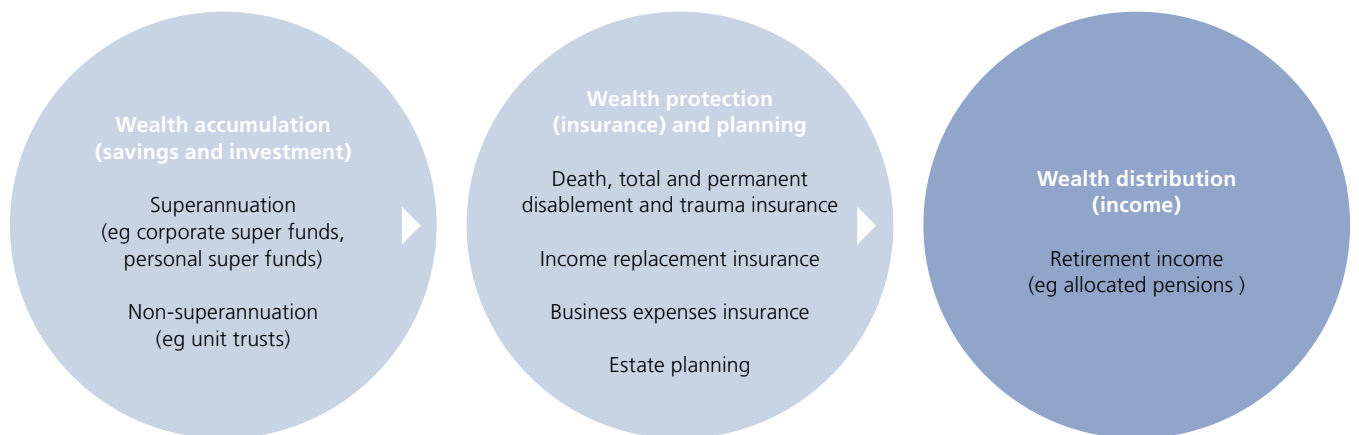 Wealth accumulation
(savings and investment)
Superannuation
(eg corporate super funds,
personal super funds)
Non-superannuation
(eg unit trusts)
Wealth protection
(insurance) and planning
Death, total and permanent
disablement and trauma insurance
Income replacement insurance
Business expenses insurance
Estate planning
Wealth distribution
(income)
Retirement income
(eg allocated pensions )